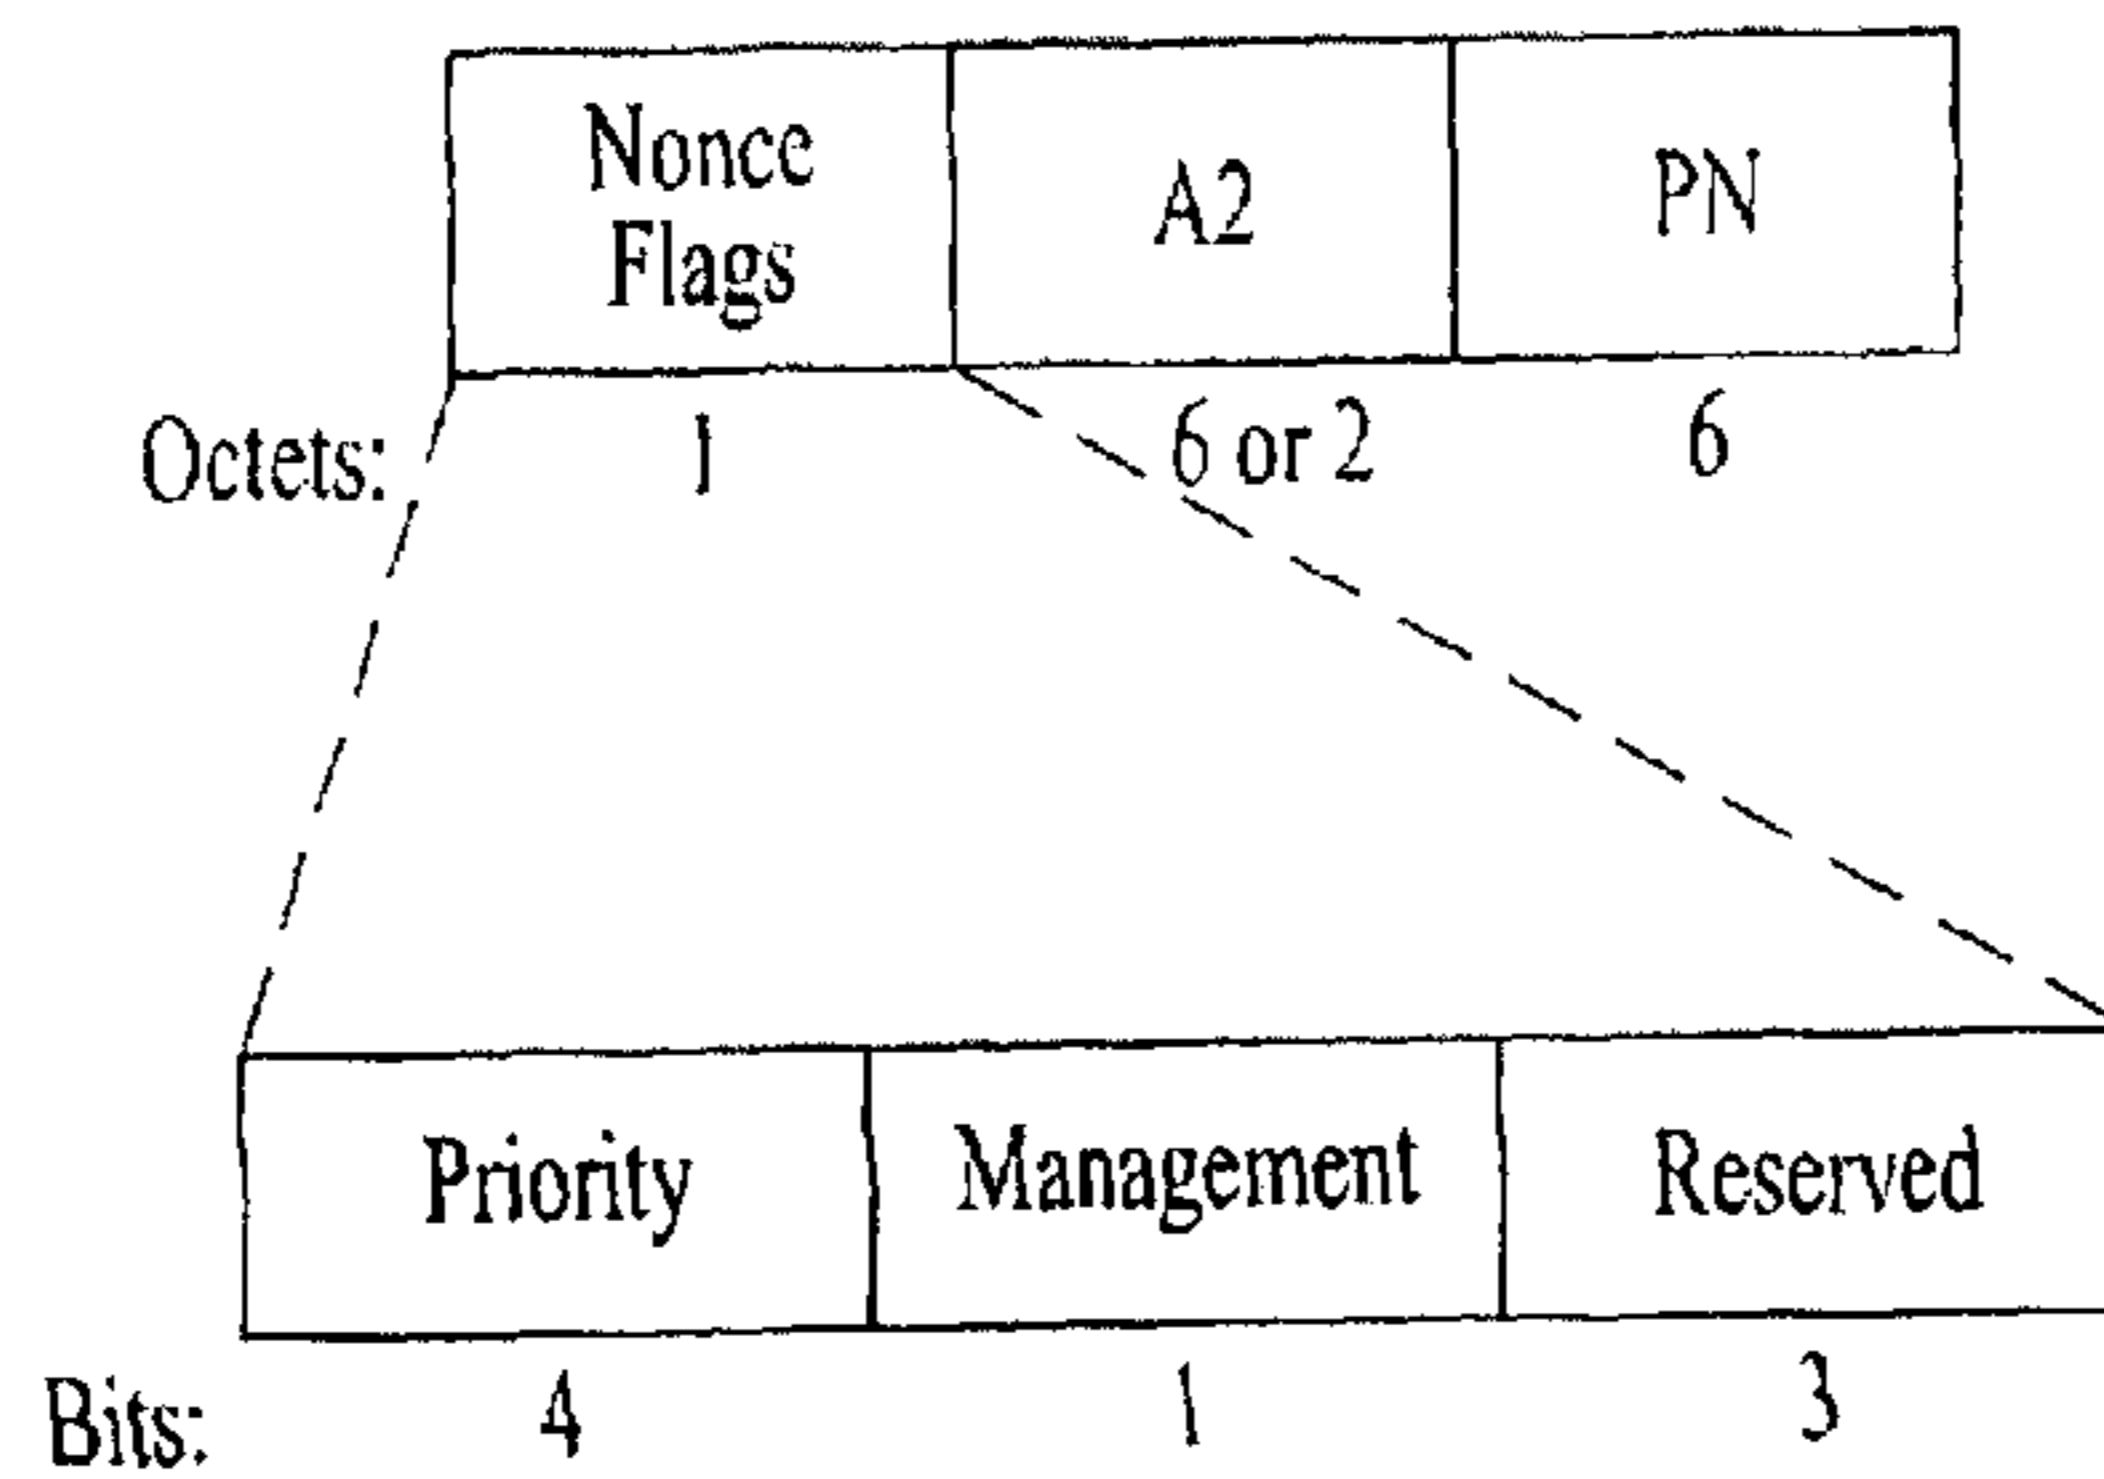 Nonce
Flags
A2
PN
Octets:
1
6 or 2
6
Priority
Management
Reserved
Bits:
4
1
3